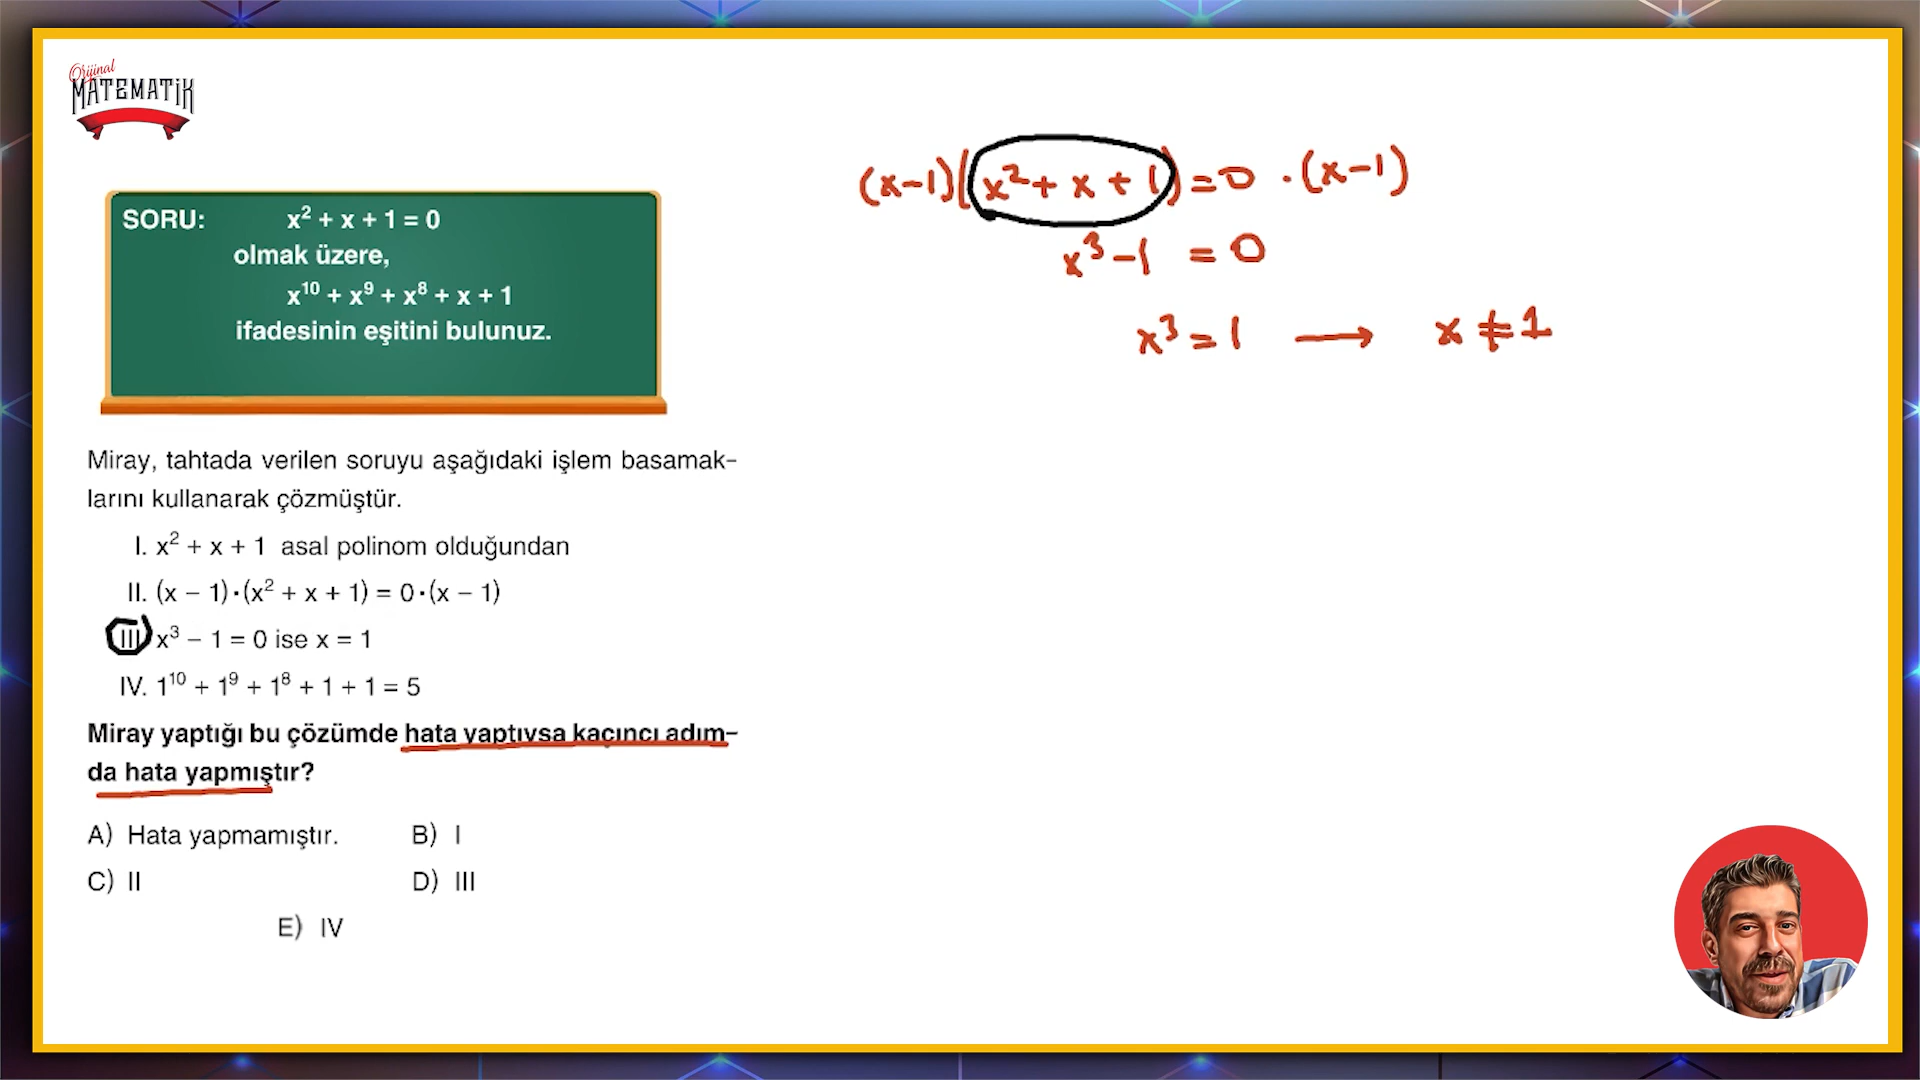 Orijinal
MATEMATİK
SORU: x² + x + 1 = 0
olmak üzere,
x¹⁰ + x⁹ + x⁸ + x + 1
ifadesinin eşitini bulunuz.
Miray, tahtada verilen soruyu aşağıdaki işlem basamak-
larını kullanarak çözmüştür.
I. x² + x + 1 asal polinom olduğundan
II. (x − 1)·(x² + x + 1) = 0·(x − 1)
III x³ − 1 = 0 ise x = 1
IV. 1¹⁰ + 1⁹ + 1⁸ + 1 + 1 = 5
Miray yaptığı bu çözümde hata yaptıysa kaçıncı adım-
da hata yapmıştır?
A) Hata yapmamıştır. B) I
C) II D) III
E) IV
(x−1)(x² + x + 1) = 0 · (x−1)
x³ − 1 = 0
x³ = 1 → x ≠ 1